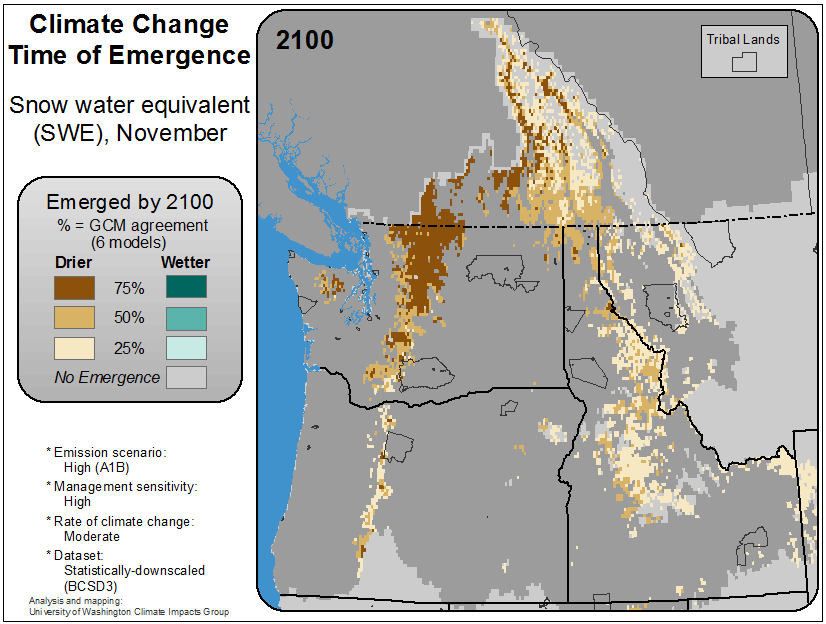 Climate Change
Time of Emergence
Snow water equivalent
(SWE), November
Emerged by 2100
% = GCM agreement
(6 models)
Drier Wetter
75%
50%
25%
No Emergence
* Emission scenario:
High (A1B)
* Management sensitivity:
High
* Rate of climate change:
Moderate
* Dataset:
Statistically-downscaled
(BCSD3)
Analysis and mapping:
University of Washington Climate Impacts Group
2100
Tribal Lands